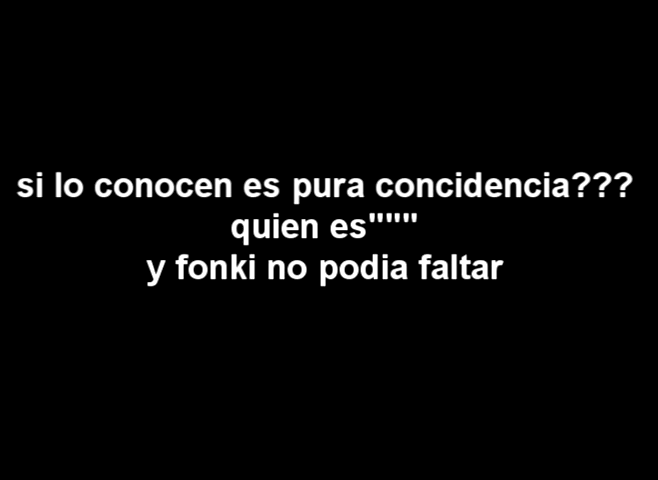 si lo conocen es pura concidencia???
quien es"""
y fonki no podia faltar